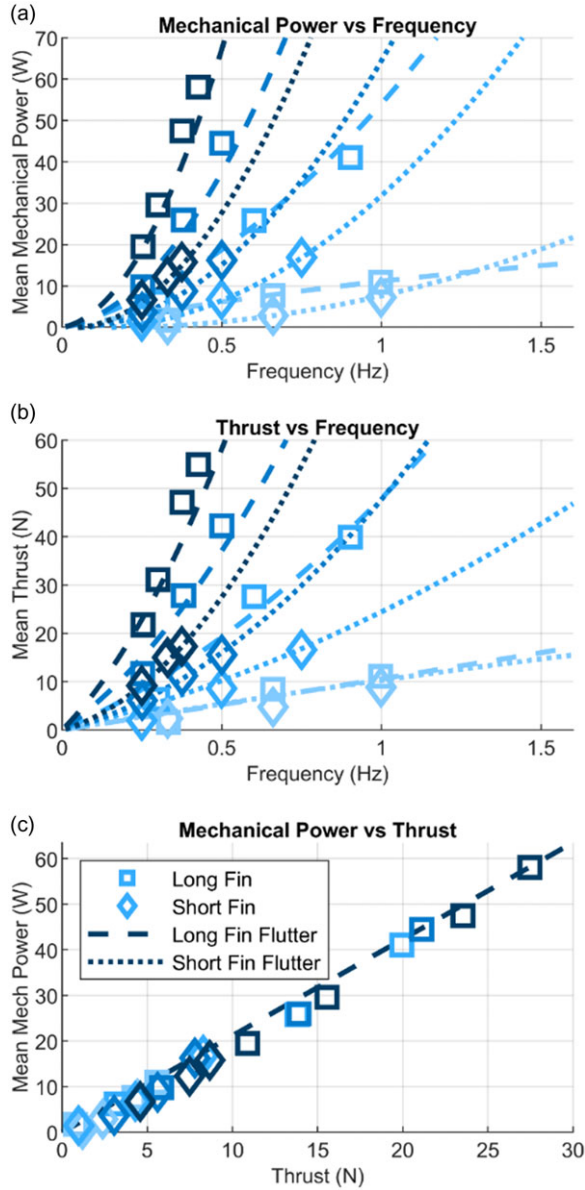 (a)
Mechanical Power vs Frequency
70
60
50
40
30
20
10
0
Mean Mechanical Power (W)
0
0.5
1
1.5
Frequency (Hz)
(b)
Thrust vs Frequency
60
50
40
30
20
10
0
Mean Thrust (N)
0
0.5
1
1.5
Frequency (Hz)
(c)
Mechanical Power vs Thrust
60
50
40
30
20
10
0
Mean Mech Power (W)
Long Fin
Short Fin
Long Fin Flutter
Short Fin Flutter
0
5
10
15
20
25
30
Thrust (N)